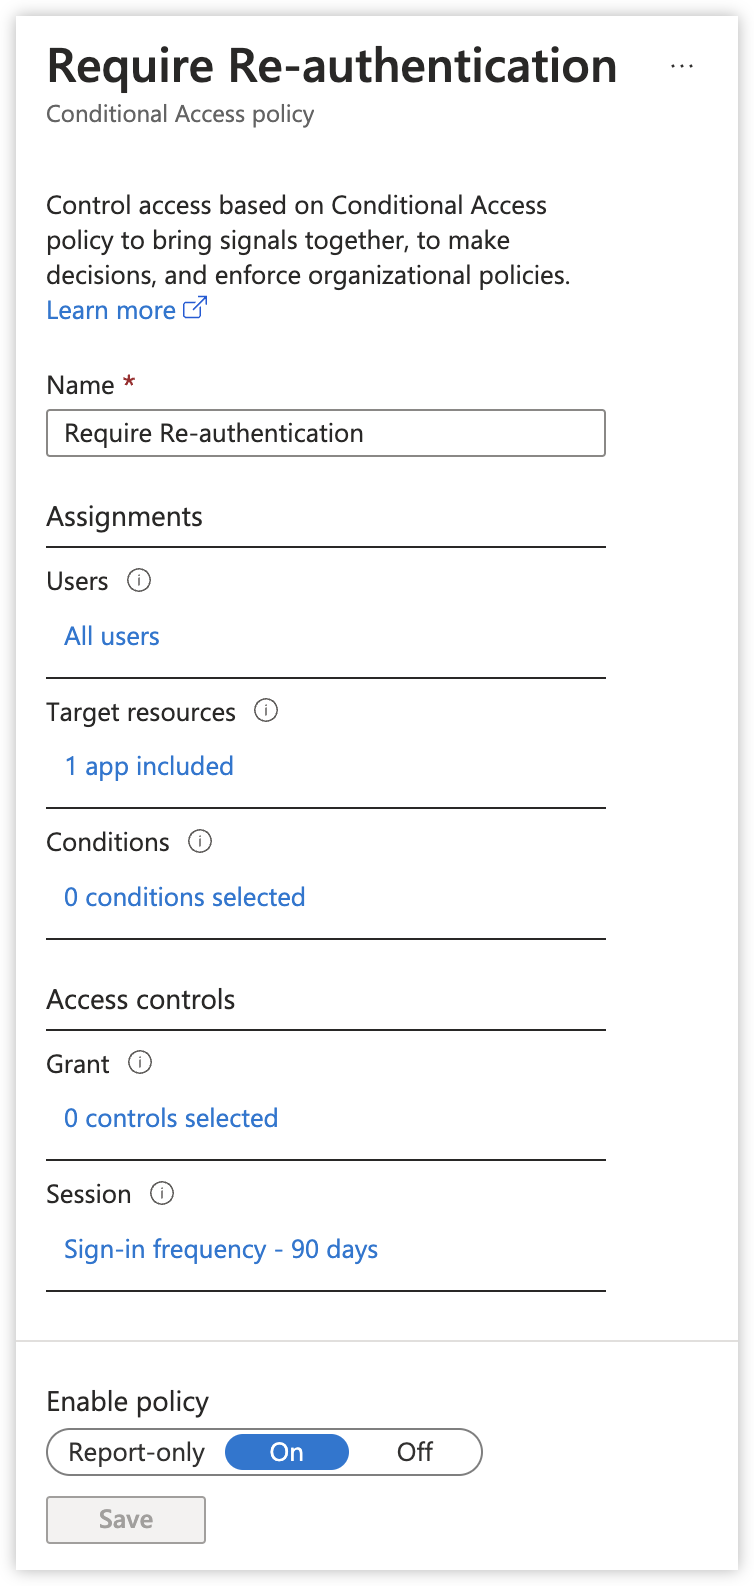 Require Re-authentication ...
Conditional Access policy
Control access based on Conditional Access
policy to bring signals together, to make
decisions, and enforce organizational policies.
Learn more
Name *
Require Re-authentication
Assignments
Users
All users
Target resources
1 app included
Conditions
0 conditions selected
Access controls
Grant
0 controls selected
Session
Sign-in frequency - 90 days
Enable policy
Report-only On Off
Save